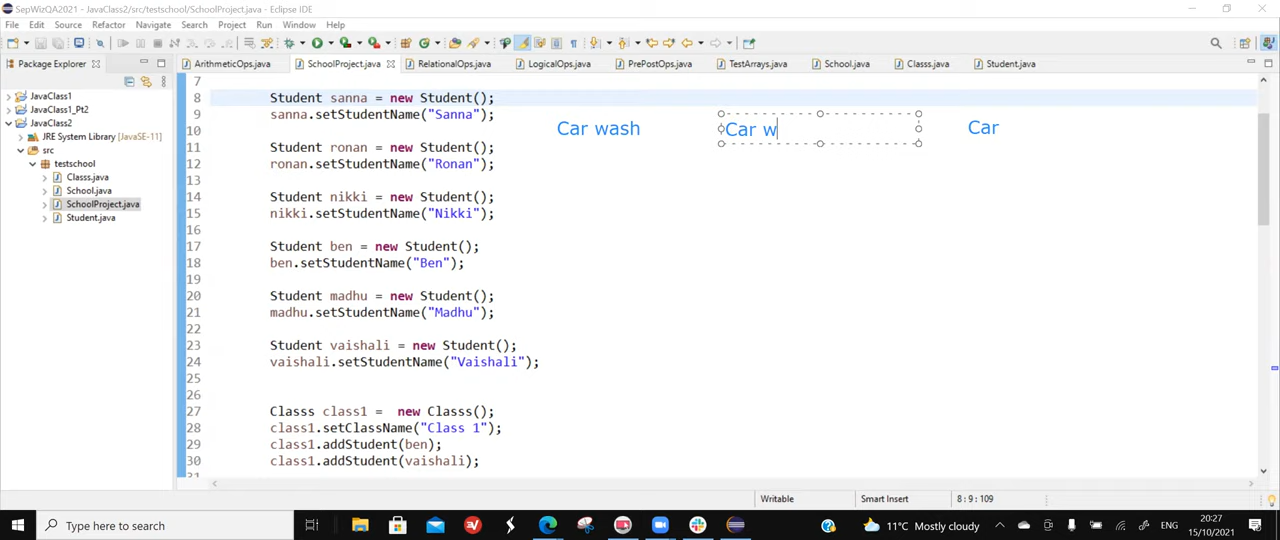 SepWizQA2021 - JavaClass2/src/testschool/SchoolProject.java - Eclipse IDE
File Edit Source Refactor Navigate Search Project Run Window Help
Package Explorer
ArithmeticOps.java SchoolProject.java RelationalOps.java LogicalOps.java PrePostOps.java TestArrays.java School.java Classs.java Student.java
JavaClass1
JavaClass1_Pt2
JavaClass2
JRE System Library [JavaSE-11]
src
testschool
Classs.java
School.java
SchoolProject.java
Student.java
7
8 Student sanna = new Student();
9 sanna.setStudentName("Sanna");
10
11 Student ronan = new Student();
12 ronan.setStudentName("Ronan");
13
14 Student nikki = new Student();
15 nikki.setStudentName("Nikki");
16
17 Student ben = new Student();
18 ben.setStudentName("Ben");
19
20 Student madhu = new Student();
21 madhu.setStudentName("Madhu");
22
23 Student vaishali = new Student();
24 vaishali.setStudentName("Vaishali");
25
26
27 Classs class1 = new Classs();
28 class1.setClassName("Class 1");
29 class1.addStudent(ben);
30 class1.addStudent(vaishali);
31
Car wash Car w Car
Writable Smart Insert 8 : 9 : 109
Type here to search
11°C Mostly cloudy
ENG
20:27
15/10/2021